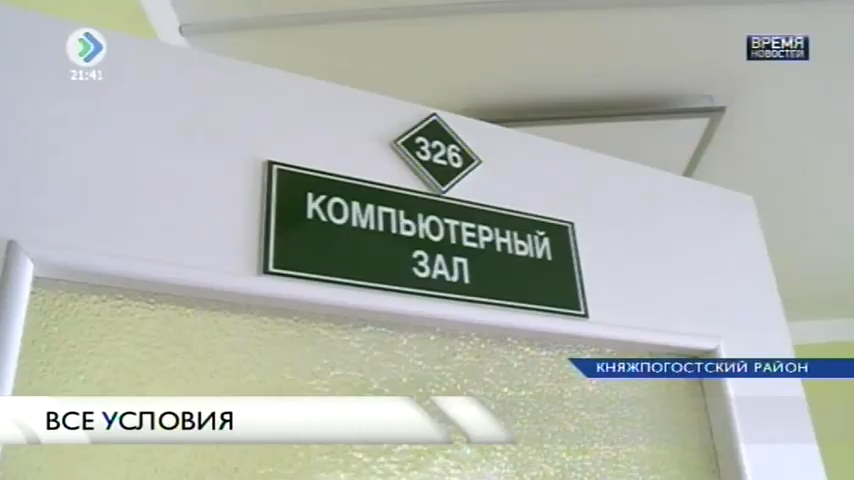 21:41
ВРЕМЯ
НОВОСТЕЙ
326
КОМПЬЮТЕРНЫЙ
ЗАЛ
КНЯЖПОГОСТСКИЙ РАЙОН
ВСЕ УСЛОВИЯ